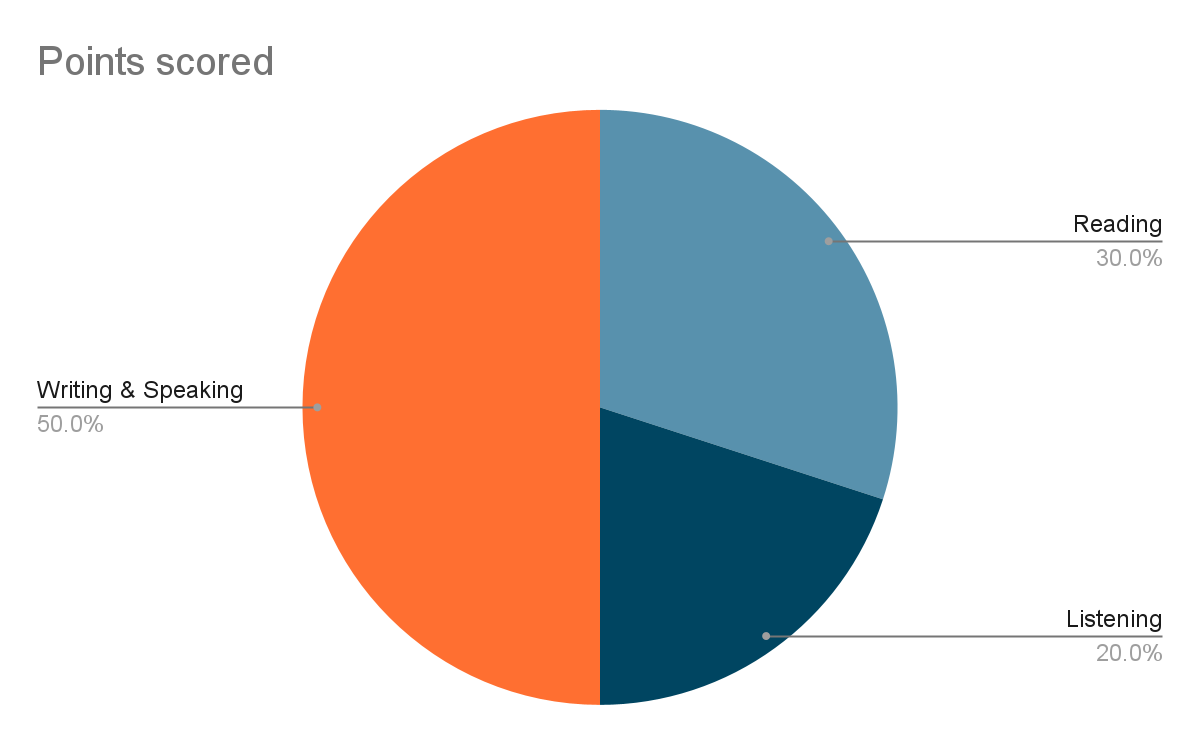 Points scored
Reading
30.0%
Writing & Speaking
50.0%
Listening
20.0%